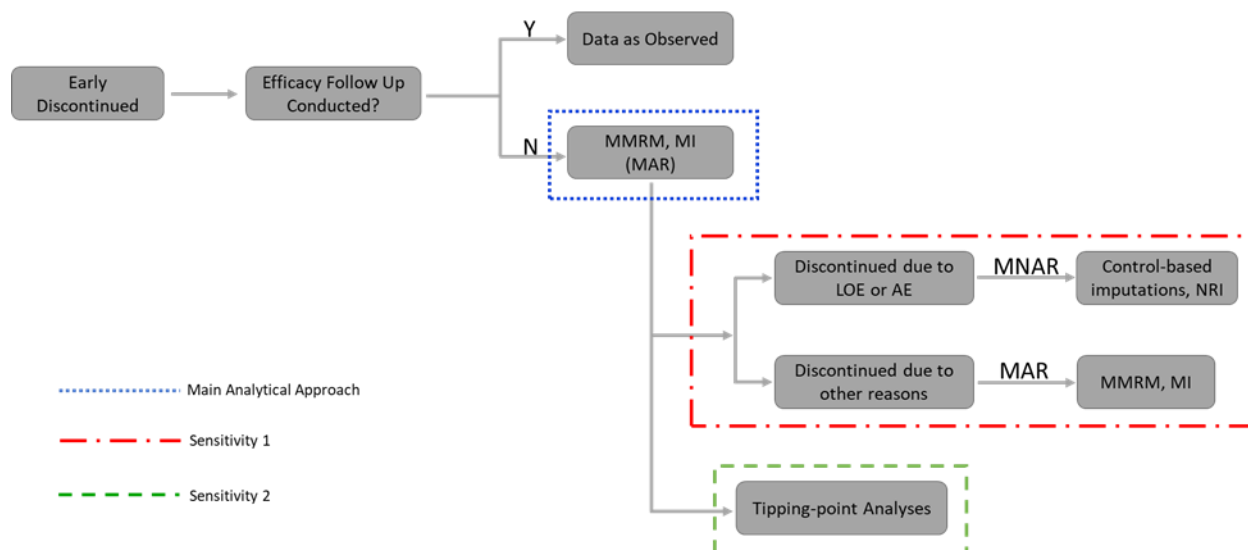 Y
Data as Observed
Early
Discontinued
Efficacy Follow Up
Conducted?
N
MMRM, MI
(MAR)
Discontinued due to
LOE or AE
MNAR
Control-based
imputations, NRI
Discontinued due to
other reasons
MAR
MMRM, MI
Main Analytical Approach
Sensitivity 1
Sensitivity 2
Tipping-point Analyses